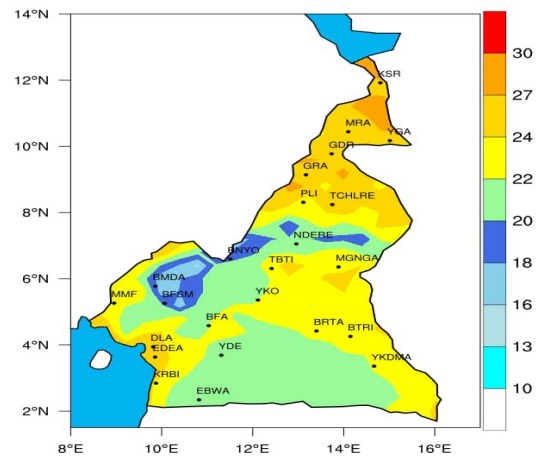 14°N
12°N
10°N
8°N
6°N
4°N
2°N
KSR
MRA
YGA
GDR
GRA
PLI
TCHLRE
NDERE
BNYO
TBTI
MGNGA
BMDA
MMF
BFSM
YKO
BFA
BRTA
BTRI
DLA
EDEA
YDE
YKDMA
KRBI
EBWA
8°E
10°E
12°E
14°E
16°E
30
27
24
22
20
18
16
13
10